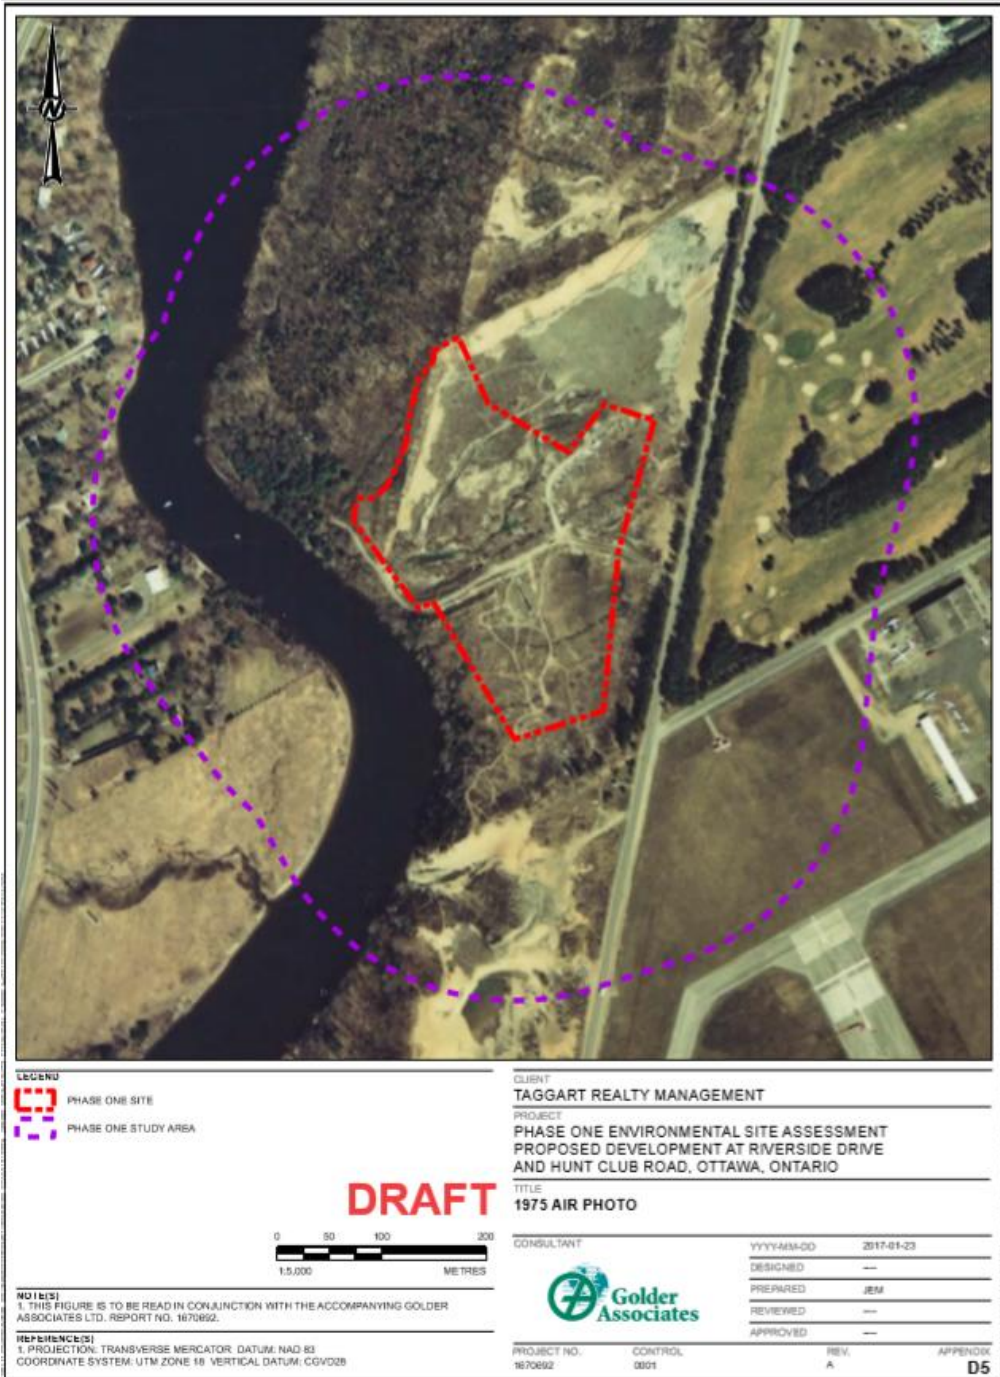 N
LEGEND
PHASE ONE SITE
PHASE ONE STUDY AREA
DRAFT
0 50 100 200
1:5,000 METRES
NOTE(S)
1. THIS FIGURE IS TO BE READ IN CONJUNCTION WITH THE ACCOMPANYING GOLDER
ASSOCIATES LTD. REPORT NO. 1670692.
REFERENCE(S)
1. PROJECTION: TRANSVERSE MERCATOR DATUM: NAD 83
COORDINATE SYSTEM: UTM ZONE 18 VERTICAL DATUM: CGVD28
CLIENT
TAGGART REALTY MANAGEMENT
PROJECT
PHASE ONE ENVIRONMENTAL SITE ASSESSMENT
PROPOSED DEVELOPMENT AT RIVERSIDE DRIVE
AND HUNT CLUB ROAD, OTTAWA, ONTARIO
TITLE
1975 AIR PHOTO
CONSULTANT
Golder
Associates
YYYY-MM-DD 2017-01-23
DESIGNED ---
PREPARED JEM
REVIEWED ---
APPROVED ---
PROJECT NO. CONTROL REV. APPENDIX
1670692 0001 A D5